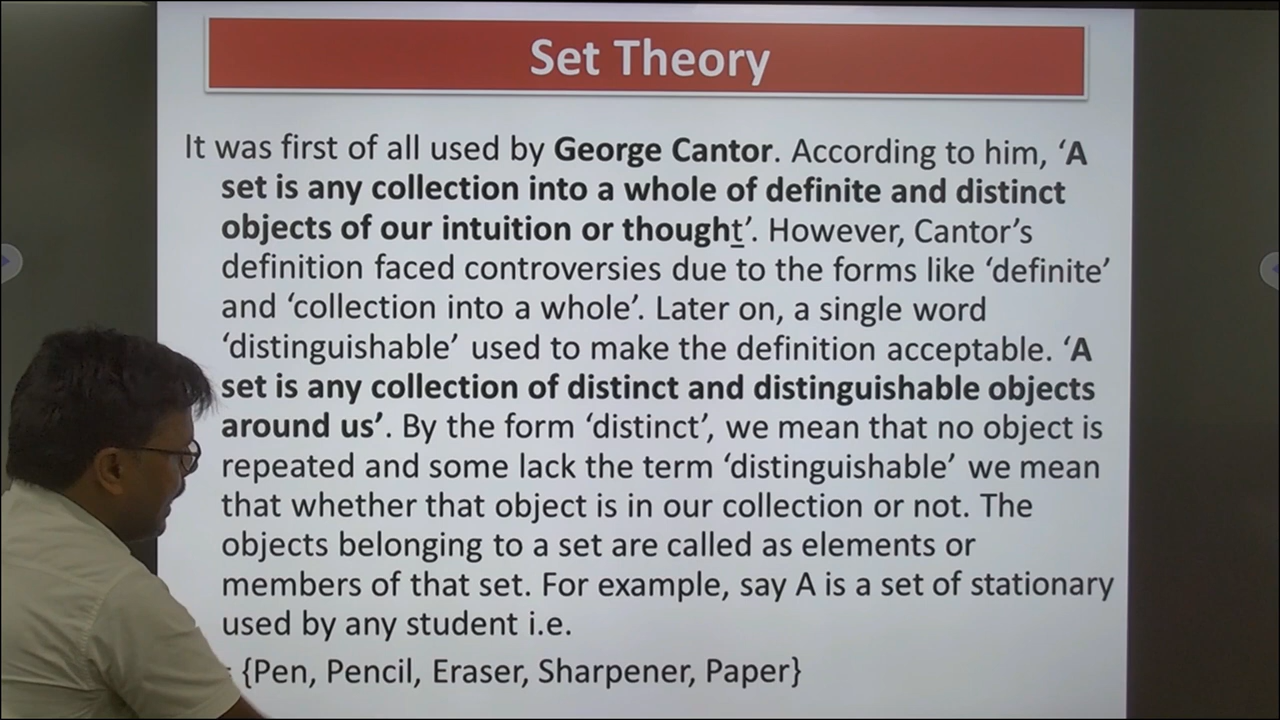 Set Theory
It was first of all used by George Cantor. According to him, ‘A
set is any collection into a whole of definite and distinct
objects of our intuition or thought’. However, Cantor’s
definition faced controversies due to the forms like ‘definite’
and ‘collection into a whole’. Later on, a single word
‘distinguishable’ used to make the definition acceptable. ‘A
set is any collection of distinct and distinguishable objects
around us’. By the form ‘distinct’, we mean that no object is
repeated and some lack the term ‘distinguishable’ we mean
that whether that object is in our collection or not. The
objects belonging to a set are called as elements or
members of that set. For example, say A is a set of stationary
used by any student i.e.
{Pen, Pencil, Eraser, Sharpener, Paper}